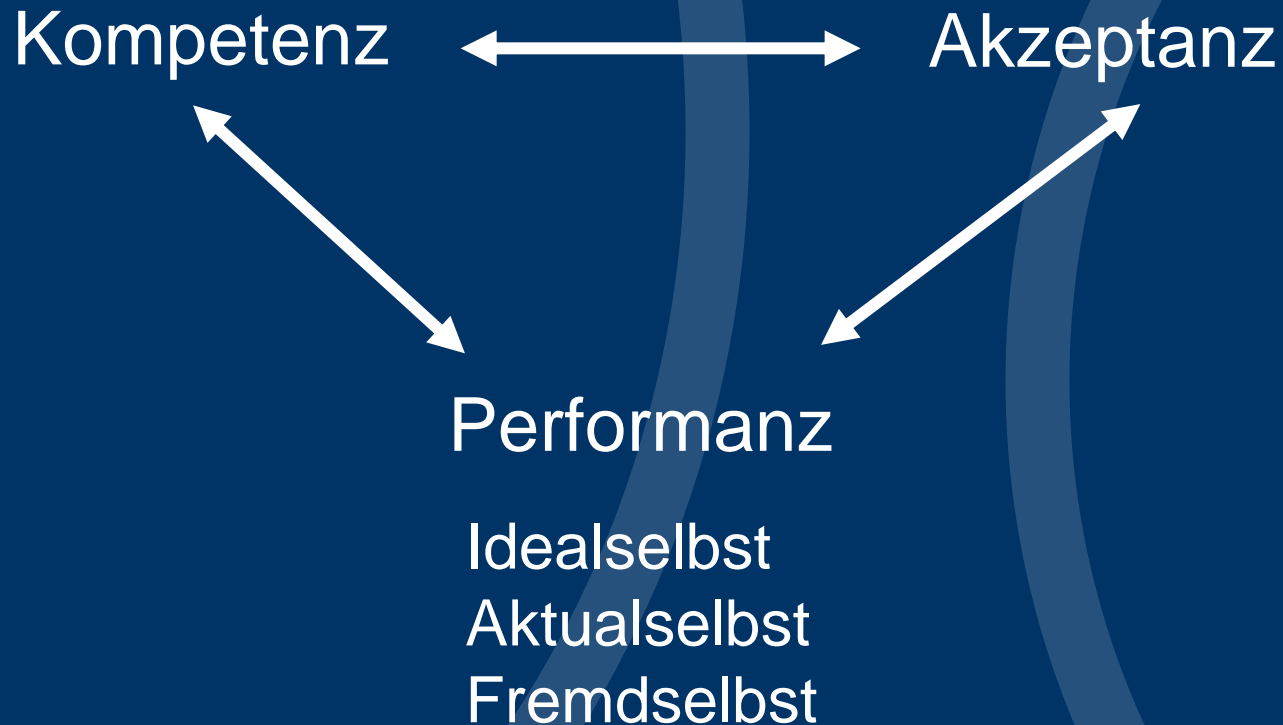 Kompetenz Akzeptanz
Performanz
Idealselbst
Aktualselbst
Fremdselbst